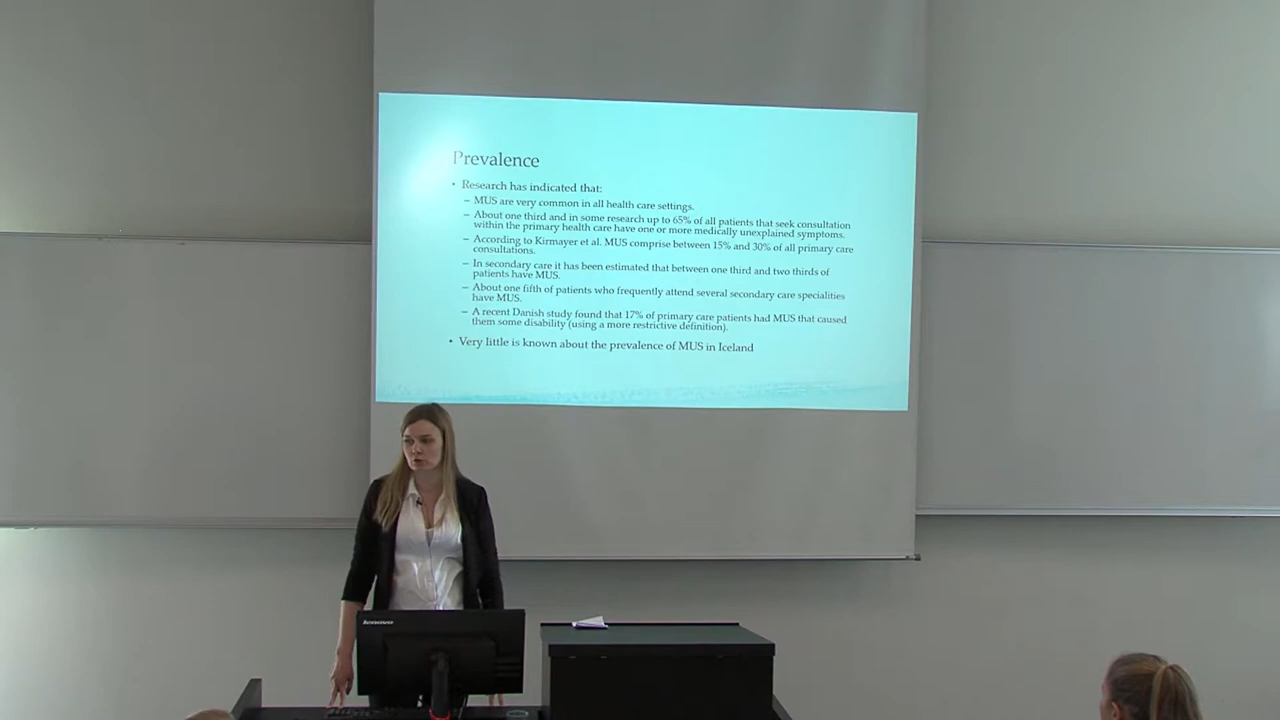 Prevalence
• Research has indicated that:
– MUS are very common in all health care settings.
– About one third and in some research up to 65% of all patients that seek consultation
within the primary health care have one or more medically unexplained symptoms.
– According to Kirmayer et al. MUS comprise between 15% and 30% of all primary care
consultations.
– In secondary care it has been estimated that between one third and two thirds of
patients have MUS.
– About one fifth of patients who frequently attend several secondary care specialities
have MUS.
– A recent Danish study found that 17% of primary care patients had MUS that caused
them some disability (using a more restrictive definition).
• Very little is known about the prevalence of MUS in Iceland
lenovo